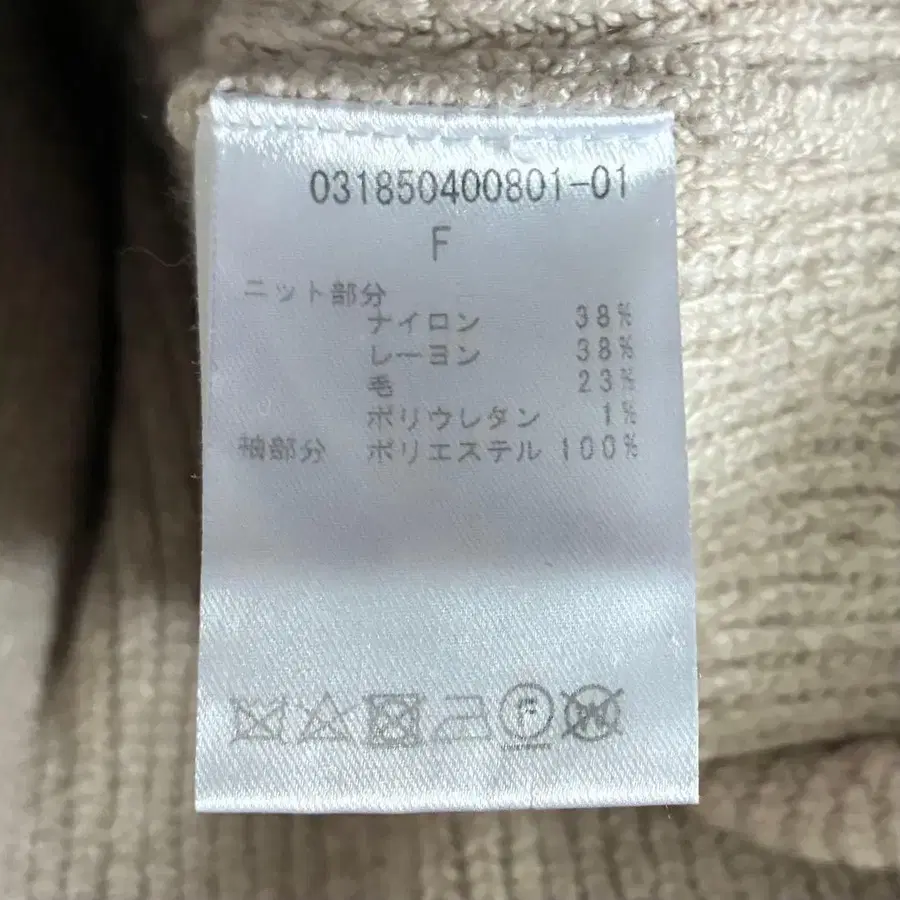 031850400801-01
F
ニット部分
ナイロン 38%
レーヨン 38%
毛 23%
ポリウレタン 1%
袖部分 ポリエステル 100%
F
W